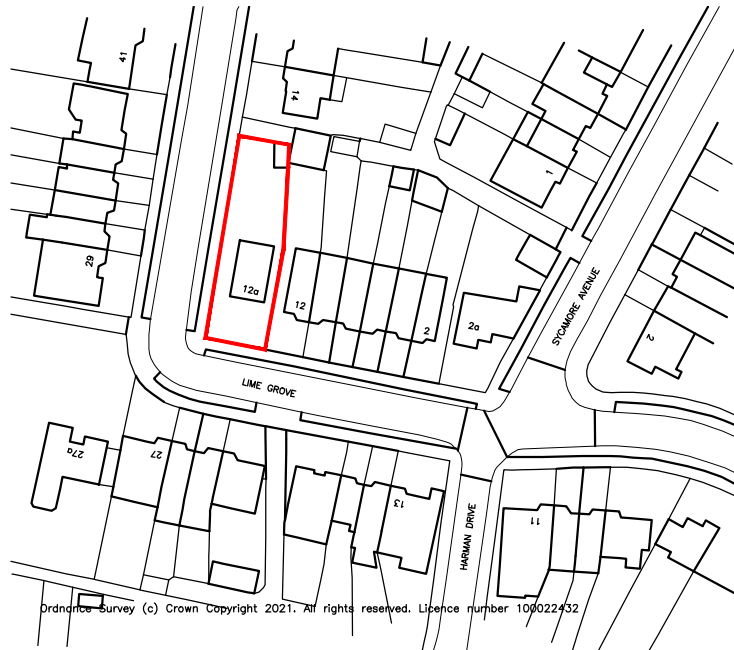 41
14
1
29
12a
12
2
2a
SYCAMORE AVENUE
2
LIME GROVE
27a
27
13
HARMAN DRIVE
11
Ordnance Survey (c) Crown Copyright 2021. All rights reserved. Licence number 100022432